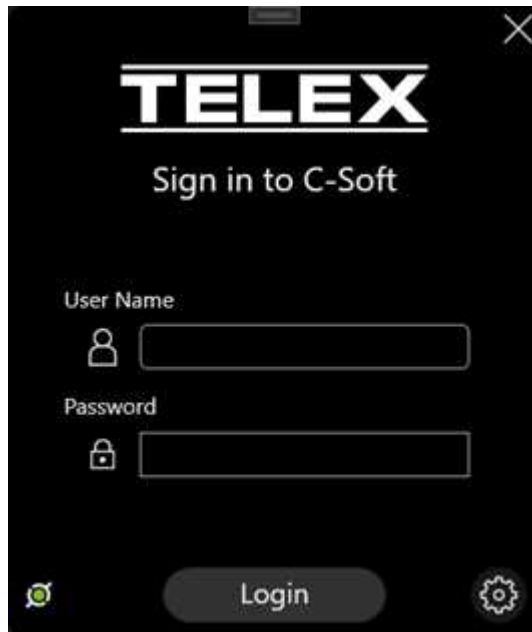 TELEX
Sign in to C-Soft
User Name
Password
Login